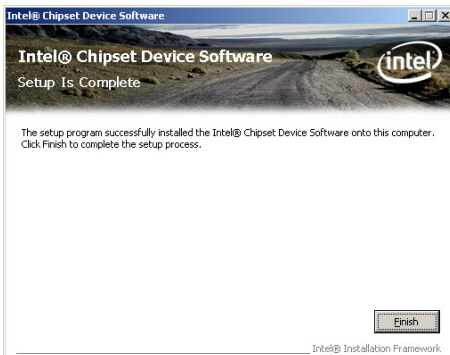 Intel® Chipset Device Software
Intel® Chipset Device Software
Setup Is Complete
intel
The setup program successfully installed the Intel® Chipset Device Software onto this computer.
Click Finish to complete the setup process.
Finish
Intel® Installation Framework